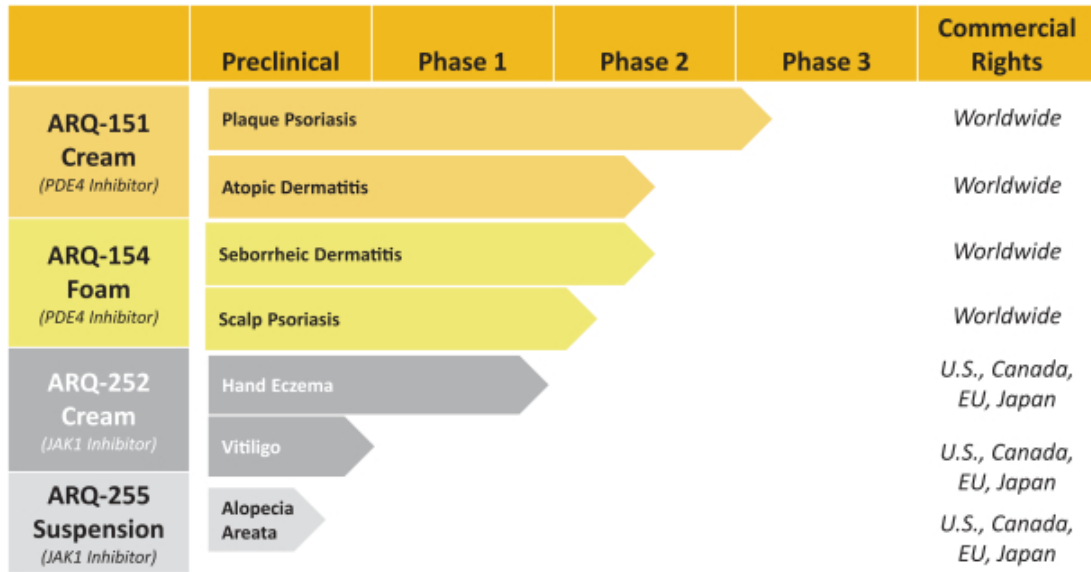 Preclinical
Phase 1
Phase 2
Phase 3
Commercial
Rights
ARQ-151
Cream
(PDE4 Inhibitor)
Plaque Psoriasis
Worldwide
Atopic Dermatitis
Worldwide
ARQ-154
Foam
(PDE4 Inhibitor)
Seborrheic Dermatitis
Worldwide
Scalp Psoriasis
Worldwide
ARQ-252
Cream
(JAK1 Inhibitor)
Hand Eczema
U.S., Canada,
EU, Japan
Vitiligo
U.S., Canada,
EU, Japan
ARQ-255
Suspension
(JAK1 Inhibitor)
Alopecia
Areata
U.S., Canada,
EU, Japan